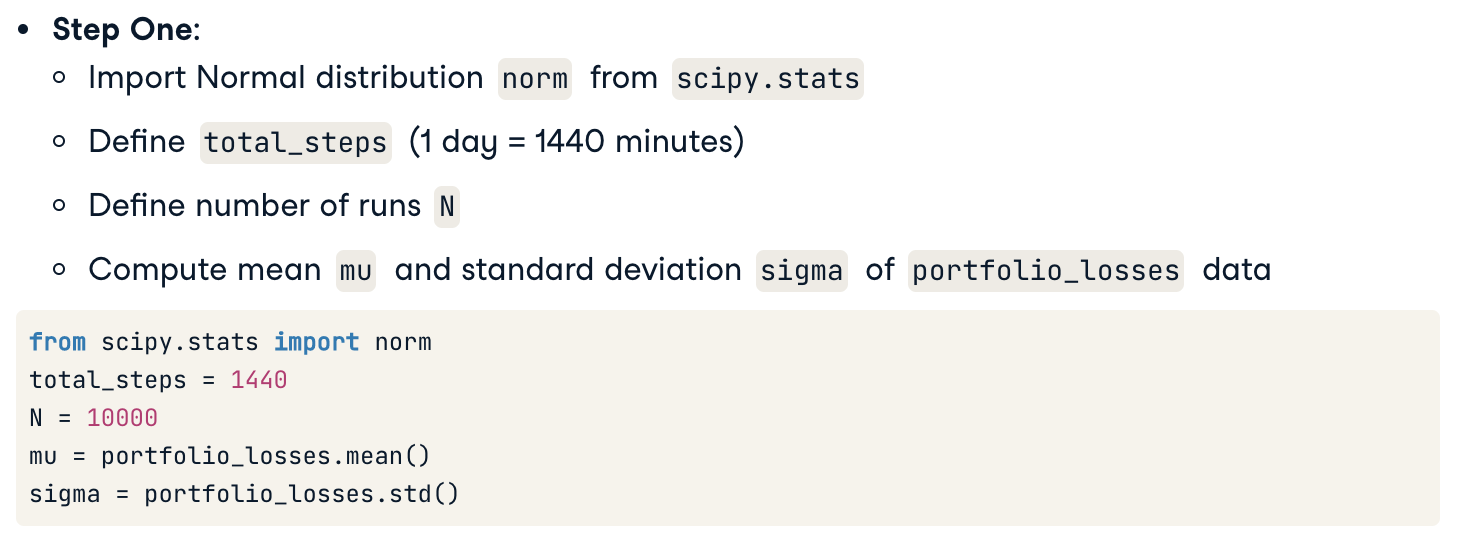 • Step One:
○ Import Normal distribution norm from scipy.stats
○ Define total_steps (1 day = 1440 minutes)
○ Define number of runs N
○ Compute mean mu and standard deviation sigma of portfolio_losses data
from scipy.stats import norm
total_steps = 1440
N = 10000
mu = portfolio_losses.mean()
sigma = portfolio_losses.std()